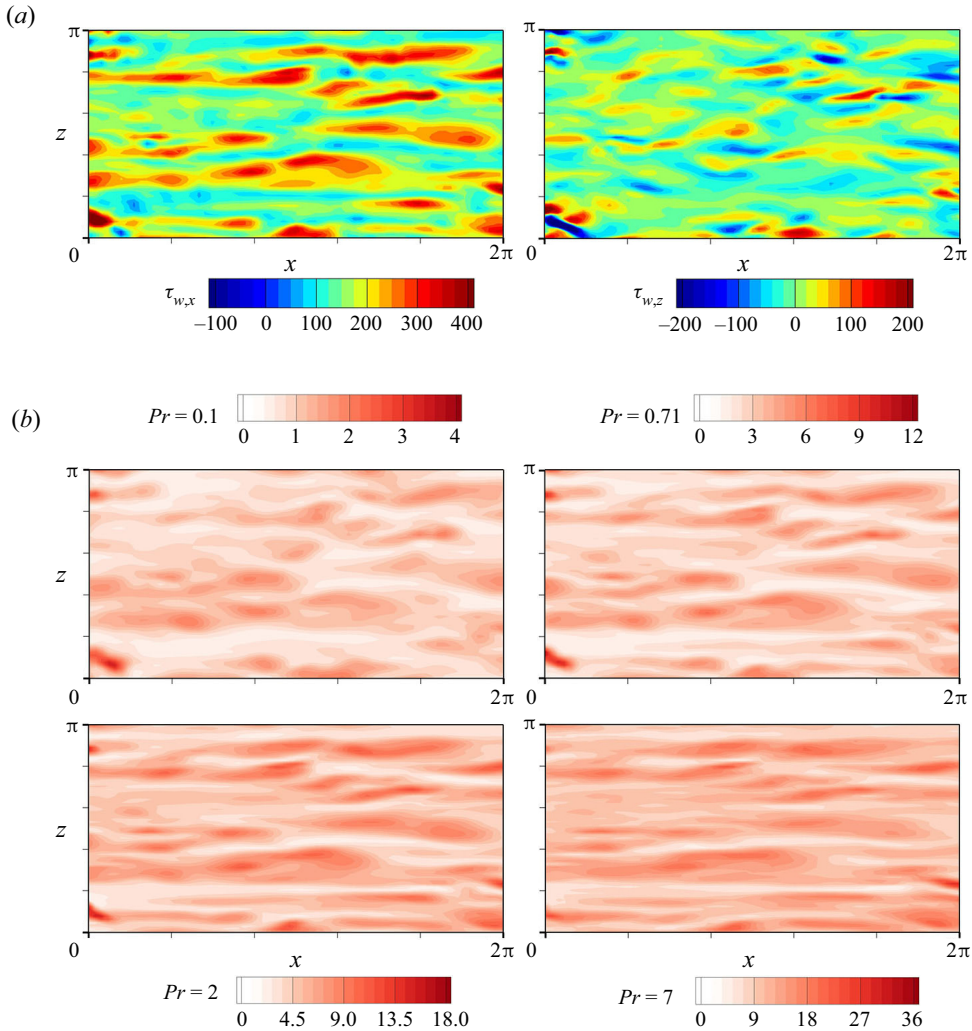 (a)
π π
z
0 2π 2π
x x
τw,x –100 0 100 200 300 400 τw,z –200 –100 0 100 200
(b) Pr = 0.1 0 1 2 3 4 Pr = 0.71 0 3 6 9 12
π π
z
0 2π 0 2π
π π
z
0 2π 0 2π
x x
Pr = 2 0 4.5 9.0 13.5 18.0 Pr = 7 0 9 18 27 36